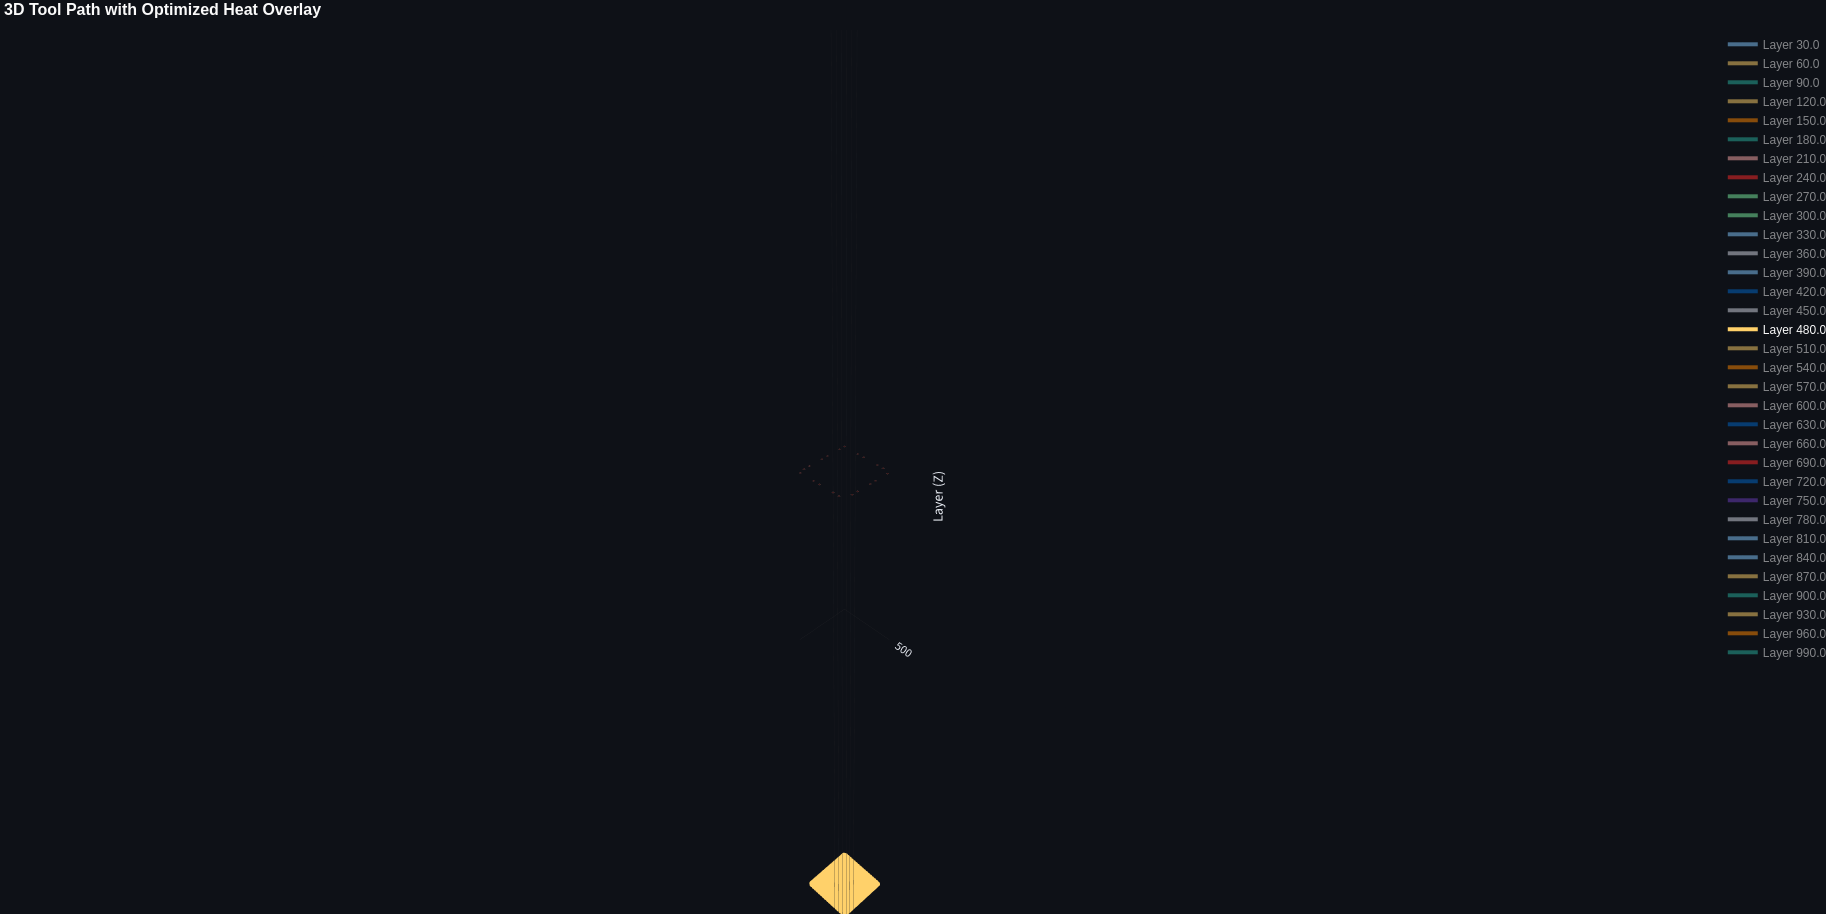 3D Tool Path with Optimized Heat Overlay
Layer 30.0
Layer 60.0
Layer 90.0
Layer 120.0
Layer 150.0
Layer 180.0
Layer 210.0
Layer 240.0
Layer 270.0
Layer 300.0
Layer 330.0
Layer 360.0
Layer 390.0
Layer 420.0
Layer 450.0
Layer 480.0
Layer 510.0
Layer 540.0
Layer 570.0
Layer 600.0
Layer 630.0
Layer 660.0
Layer 690.0
Layer 720.0
Layer 750.0
Layer 780.0
Layer 810.0
Layer 840.0
Layer 870.0
Layer 900.0
Layer 930.0
Layer 960.0
Layer 990.0
Layer (Z)
500